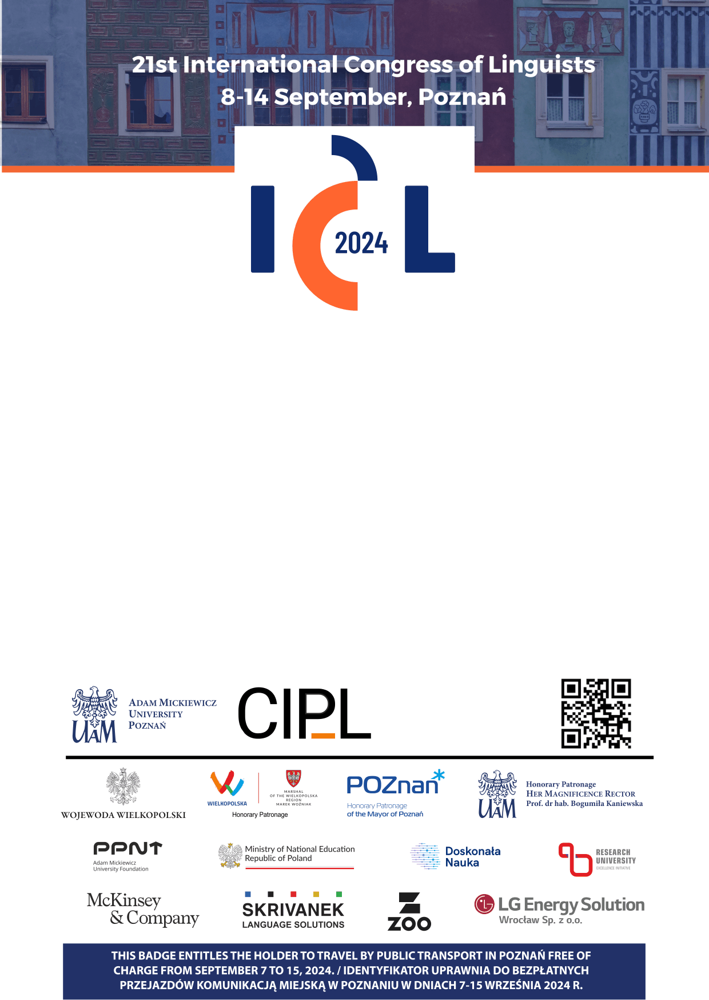 21st International Congress of Linguists
8-14 September, Poznań
ICL
2024
ADAM MICKIEWICZ
UNIVERSITY
POZNAŃ
UAM
CIPL
WOJEWODA WIELKOPOLSKI
WIELKOPOLSKA
MARSHAL
OF THE WIELKOPOLSKA
REGION
MAREK WOŹNIAK
Honorary Patronage
POZnań*
Honorary Patronage
of the Mayor of Poznań
UAM
Honorary Patronage
HER MAGNIFICENCE RECTOR
Prof. dr hab. Bogumiła Kaniewska
PPNT
Adam Mickiewicz
University Foundation
Ministry of National Education
Republic of Poland
Doskonała
Nauka
RESEARCH
UNIVERSITY
EXCELLENCE INITIATIVE
McKinsey
& Company
SKRIVANEK
LANGUAGE SOLUTIONS
ZOO
LG Energy Solution
Wrocław Sp. z o.o.
THIS BADGE ENTITLES THE HOLDER TO TRAVEL BY PUBLIC TRANSPORT IN POZNAŃ FREE OF
CHARGE FROM SEPTEMBER 7 TO 15, 2024. / IDENTYFIKATOR UPRAWNIA DO BEZPŁATNYCH
PRZEJAZDÓW KOMUNIKACJĄ MIEJSKĄ W POZNANIU W DNIACH 7-15 WRZEŚNIA 2024 R.